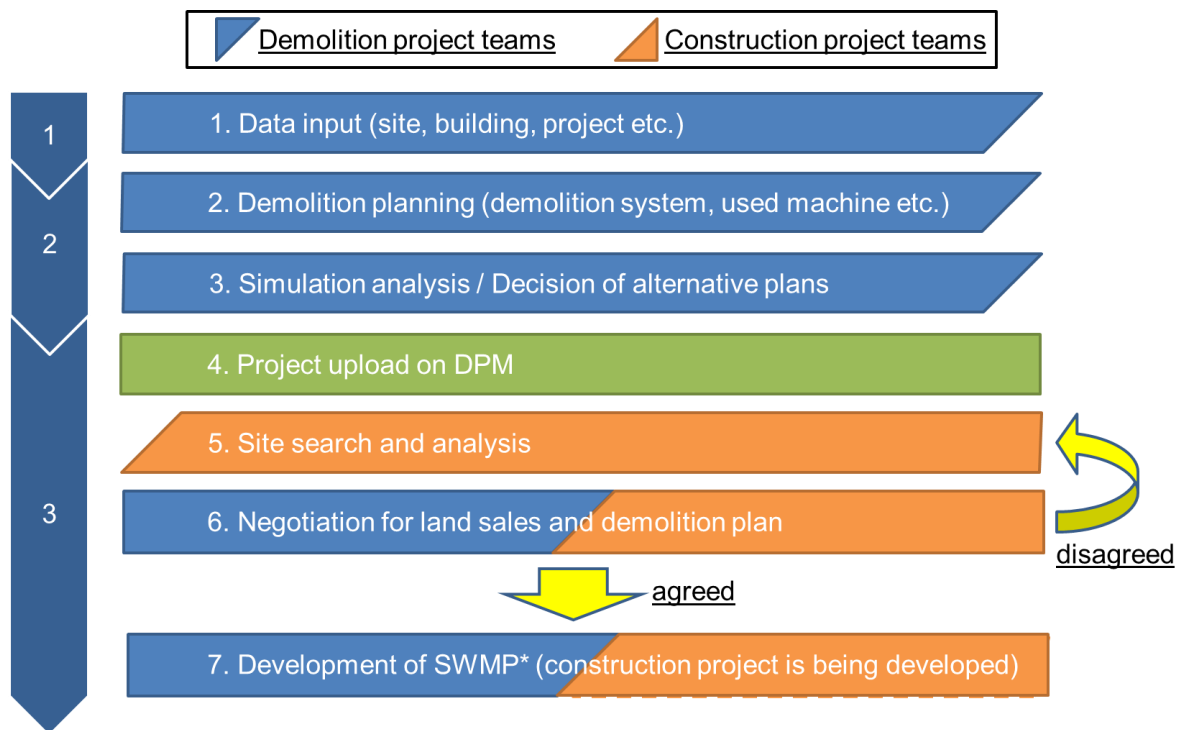 Demolition project teams
Construction project teams
1
1. Data input (site, building, project etc.)
2. Demolition planning (demolition system, used machine etc.)
2
3. Simulation analysis / Decision of alternative plans
4. Project upload on DPM
5. Site search and analysis
3
6. Negotiation for land sales and demolition plan
disagreed
agreed
7. Development of SWMP* (construction project is being developed)